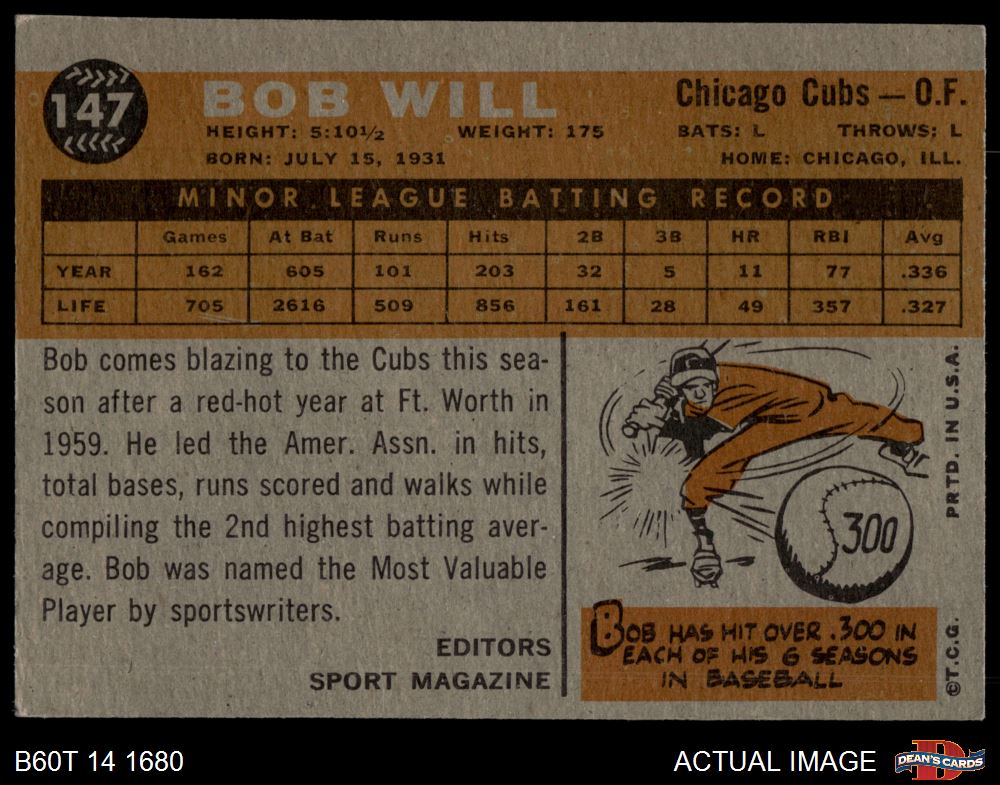 147
BOB WILL
Chicago Cubs — O.F.
HEIGHT: 5:10½ WEIGHT: 175 BATS: L THROWS: L
BORN: JULY 15, 1931 HOME: CHICAGO, ILL.
MINOR LEAGUE BATTING RECORD
Games At Bat Runs Hits 2B 3B HR RBI Avg
YEAR 162 605 101 203 32 5 11 77 .336
LIFE 705 2616 509 856 161 28 49 357 .327
Bob comes blazing to the Cubs this sea-
son after a red-hot year at Ft. Worth in
1959. He led the Amer. Assn. in hits,
total bases, runs scored and walks while
compiling the 2nd highest batting aver-
age. Bob was named the Most Valuable
Player by sportswriters.
EDITORS
SPORT MAGAZINE
300
BOB HAS HIT OVER .300 IN
EACH OF HIS 6 SEASONS
IN BASEBALL
PRTD. IN U.S.A.
©T.C.G.
B60T 14 1680
ACTUAL IMAGE
D
DEAN'S CARDS